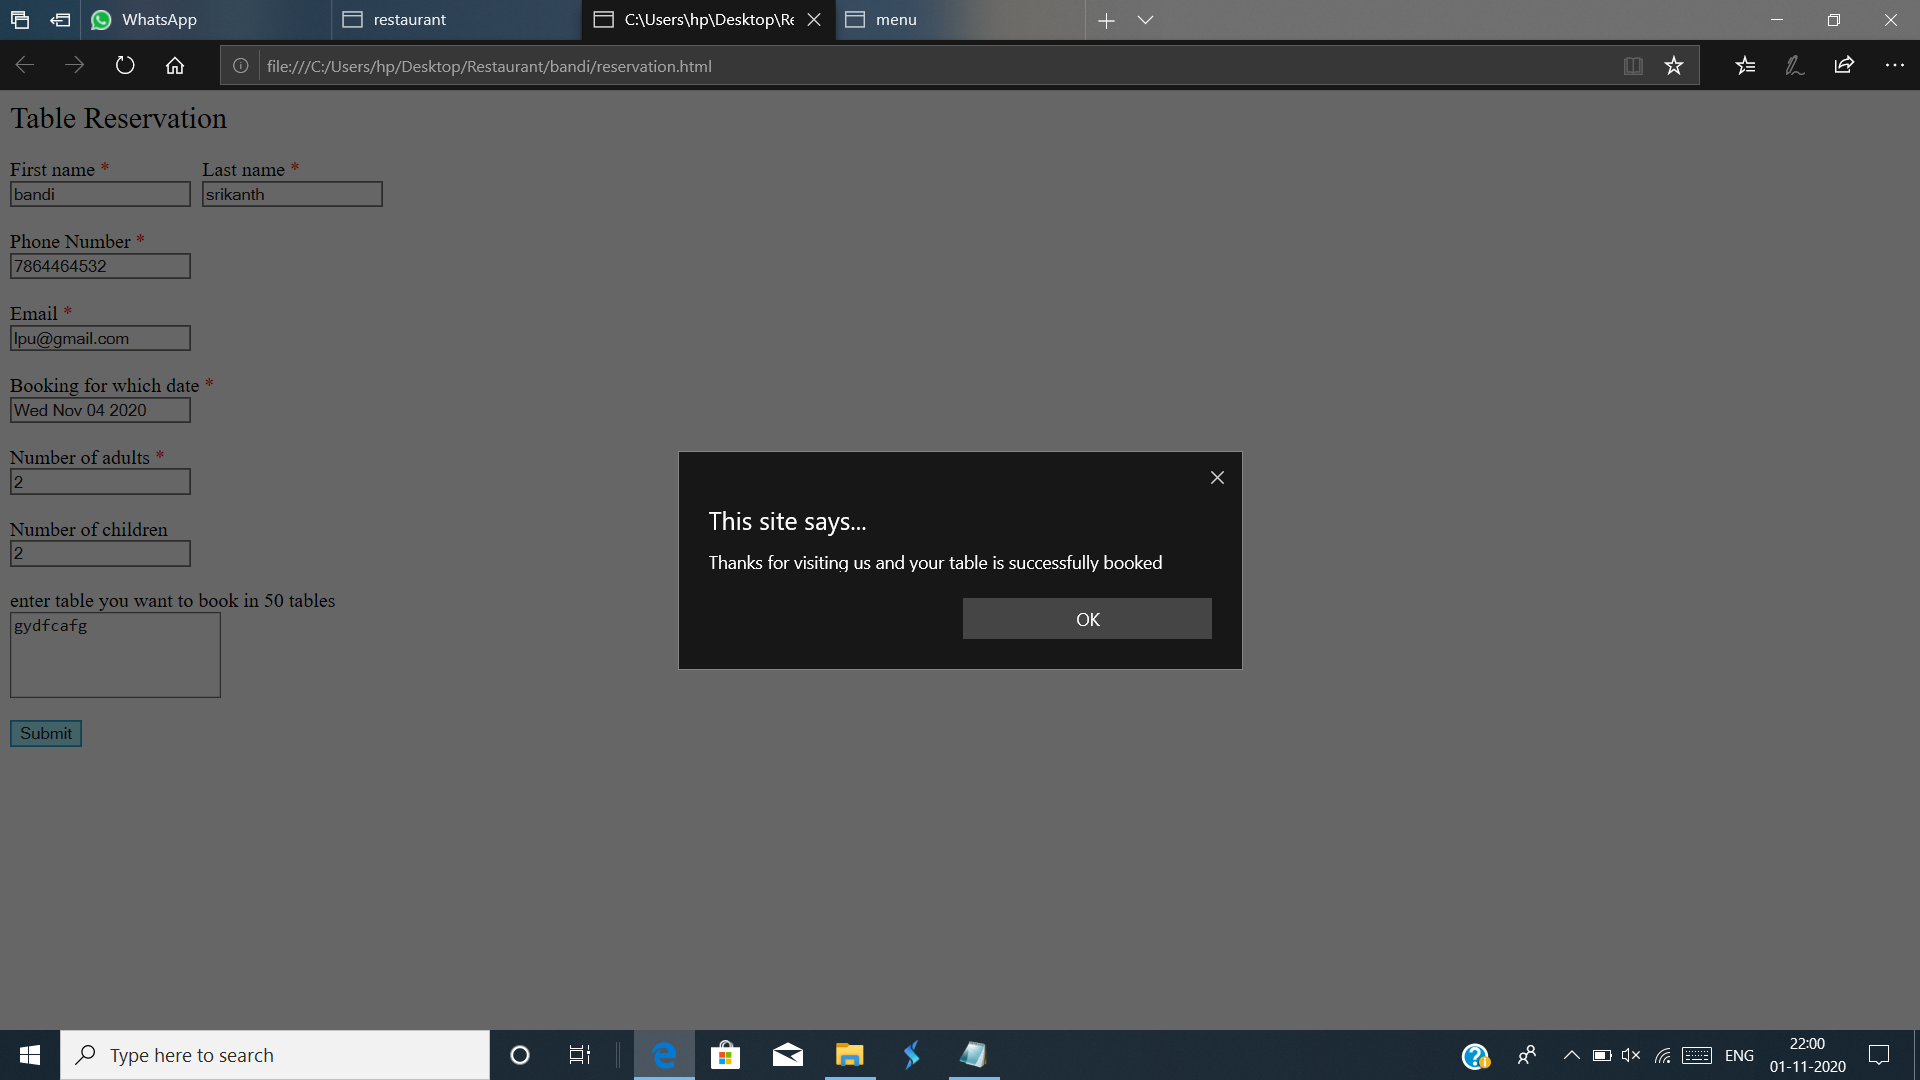 WhatsApp
restaurant
C:\Users\hp\Desktop\Re
menu
file:///C:/Users/hp/Desktop/Restaurant/bandi/reservation.html
Table Reservation
First name * Last name *
bandi srikanth
Phone Number *
7864464532
Email *
lpu@gmail.com
Booking for which date *
Wed Nov 04 2020
Number of adults *
2
Number of children
2
enter table you want to book in 50 tables
gydfcafg
Submit
This site says...
Thanks for visiting us and your table is successfully booked
OK
Type here to search
ENG
22:00
01-11-2020